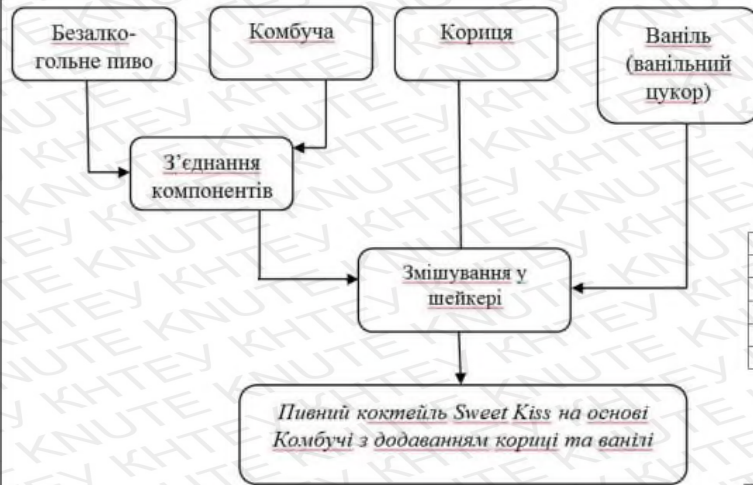 Безалко-
гольне пиво
Комбуча
Кориця
Ваніль
(ванільний
цукор)
З’єднання
компонентів
Змішування у
шейкері
Пивний коктейль Sweet Kiss на основі
Комбучі з додаванням кориці та ванілі